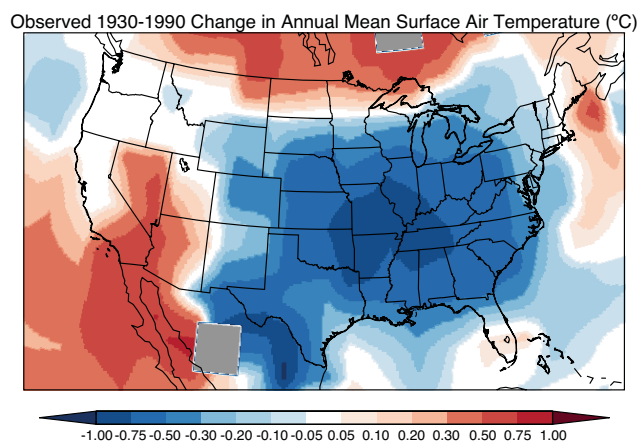 Observed 1930-1990 Change in Annual Mean Surface Air Temperature (ºC)
-1.00 -0.75 -0.50 -0.30 -0.20 -0.10 -0.05 0.05 0.10 0.20 0.30 0.50 0.75 1.00